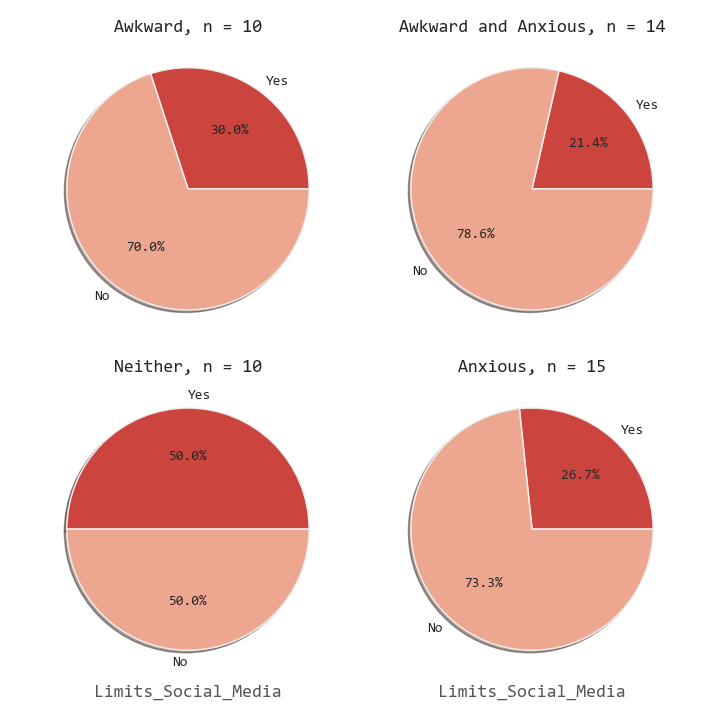 Awkward, n = 10
Yes
30.0%
70.0%
No
Awkward and Anxious, n = 14
Yes
21.4%
78.6%
No
Neither, n = 10
Yes
50.0%
50.0%
No
Limits_Social_Media
Anxious, n = 15
Yes
26.7%
73.3%
No
Limits_Social_Media